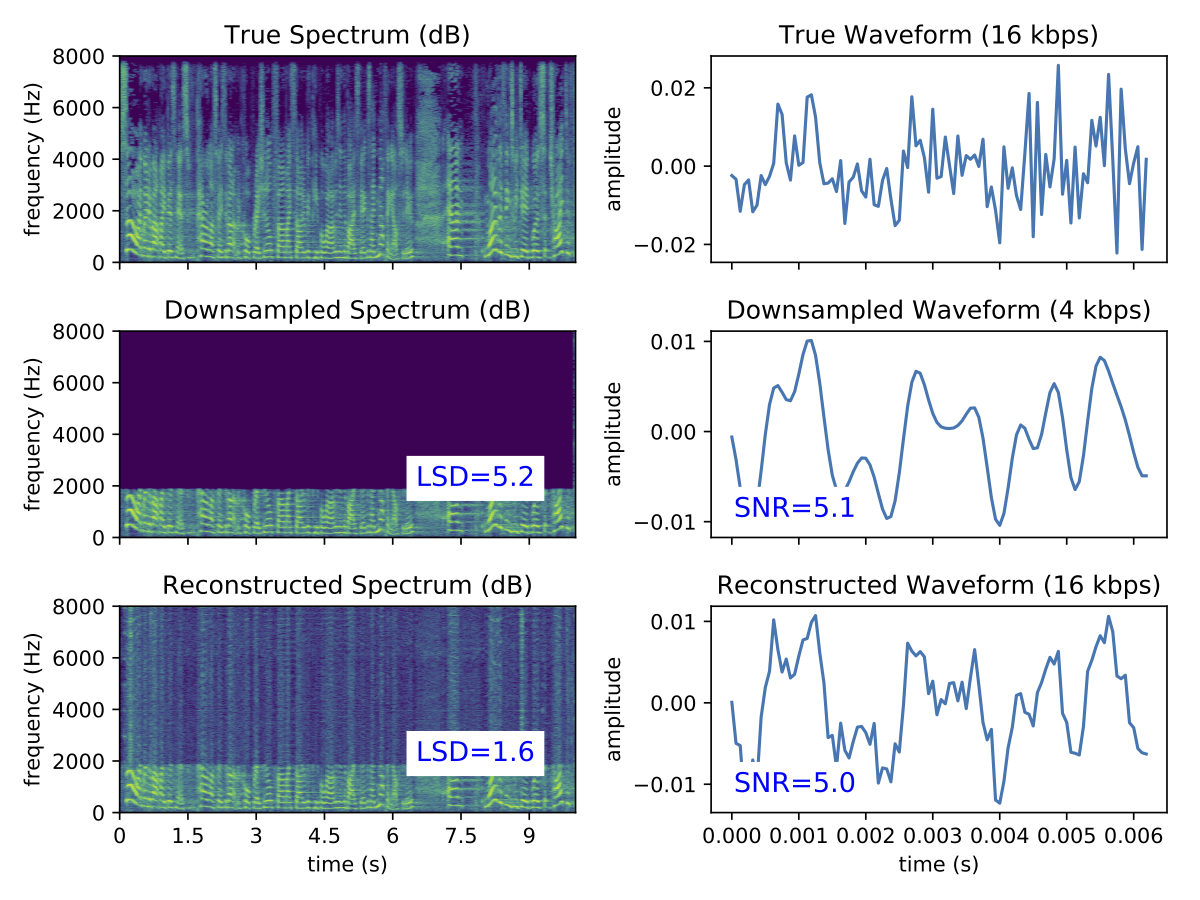 True Spectrum (dB)
8000
6000
4000
2000
0
frequency (Hz)
True Waveform (16 kbps)
0.02
0.00
−0.02
amplitude
Downsampled Spectrum (dB)
8000
6000
4000
2000
0
frequency (Hz)
LSD=5.2
Downsampled Waveform (4 kbps)
0.01
0.00
−0.01
amplitude
SNR=5.1
Reconstructed Spectrum (dB)
8000
6000
4000
2000
0
frequency (Hz)
LSD=1.6
0 1.5 3 4.5 6 7.5 9
time (s)
Reconstructed Waveform (16 kbps)
0.01
0.00
−0.01
amplitude
SNR=5.0
0.000 0.001 0.002 0.003 0.004 0.005 0.006
time (s)